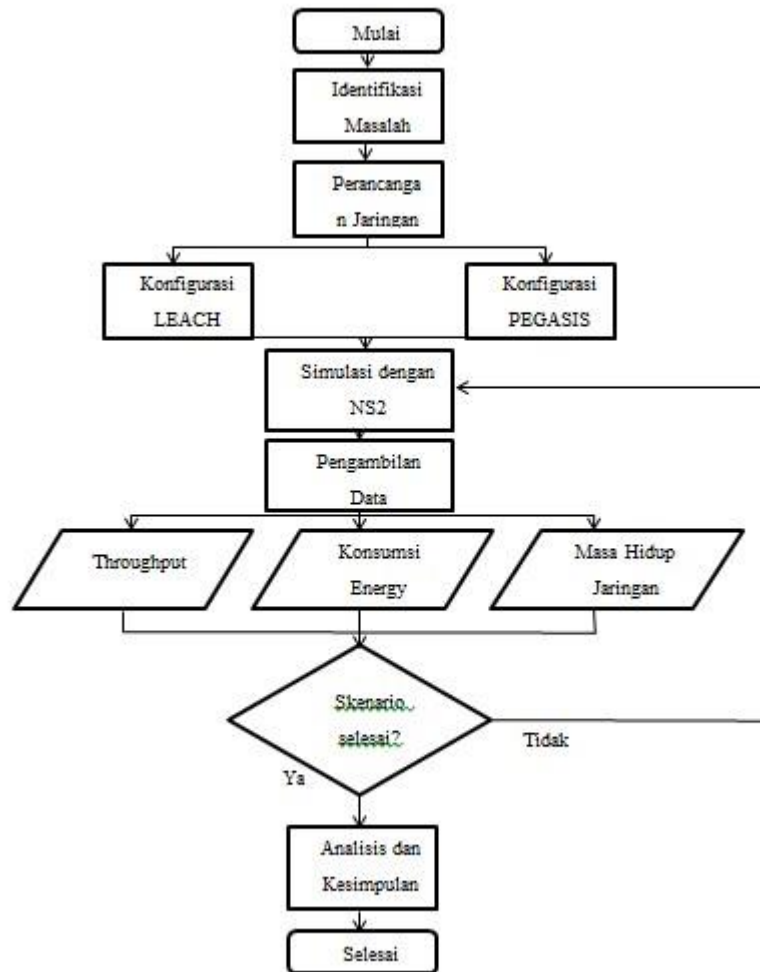 Mulai
Identifikasi
Masalah
Perancanga
n Jaringan
Konfigurasi
LEACH
Konfigurasi
PEGASIS
Simulasi dengan
NS2
Pengambilan
Data
Throughput
Konsumsi
Energy
Masa Hidup
Jaringan
Skenario
selesai?
Tidak
Ya
Analisis dan
Kesimpulan
Selesai